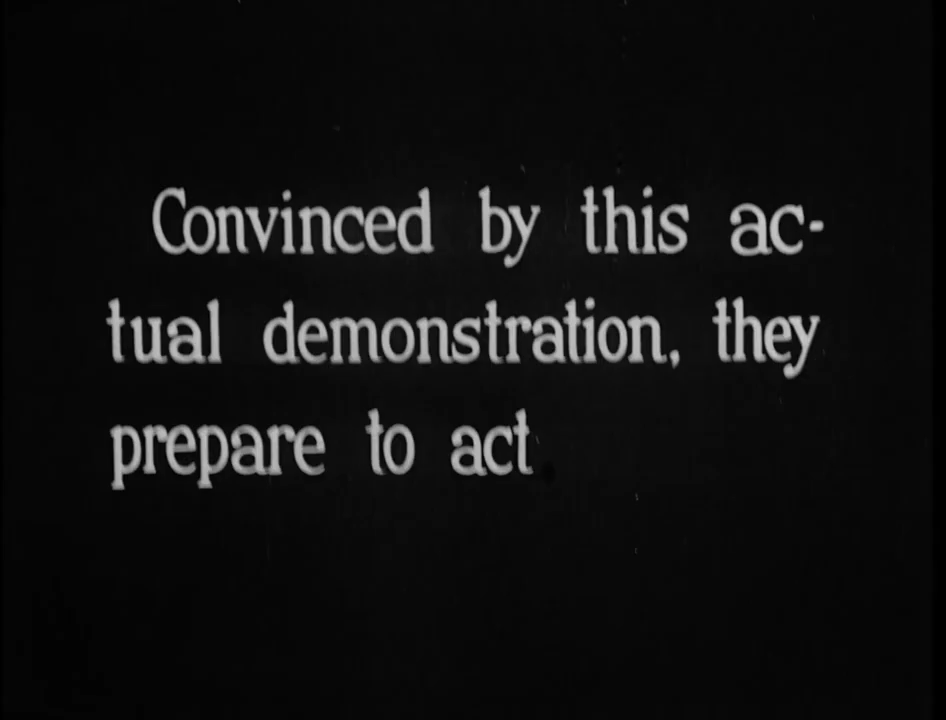 Convinced by this ac-
tual demonstration, they
prepare to act